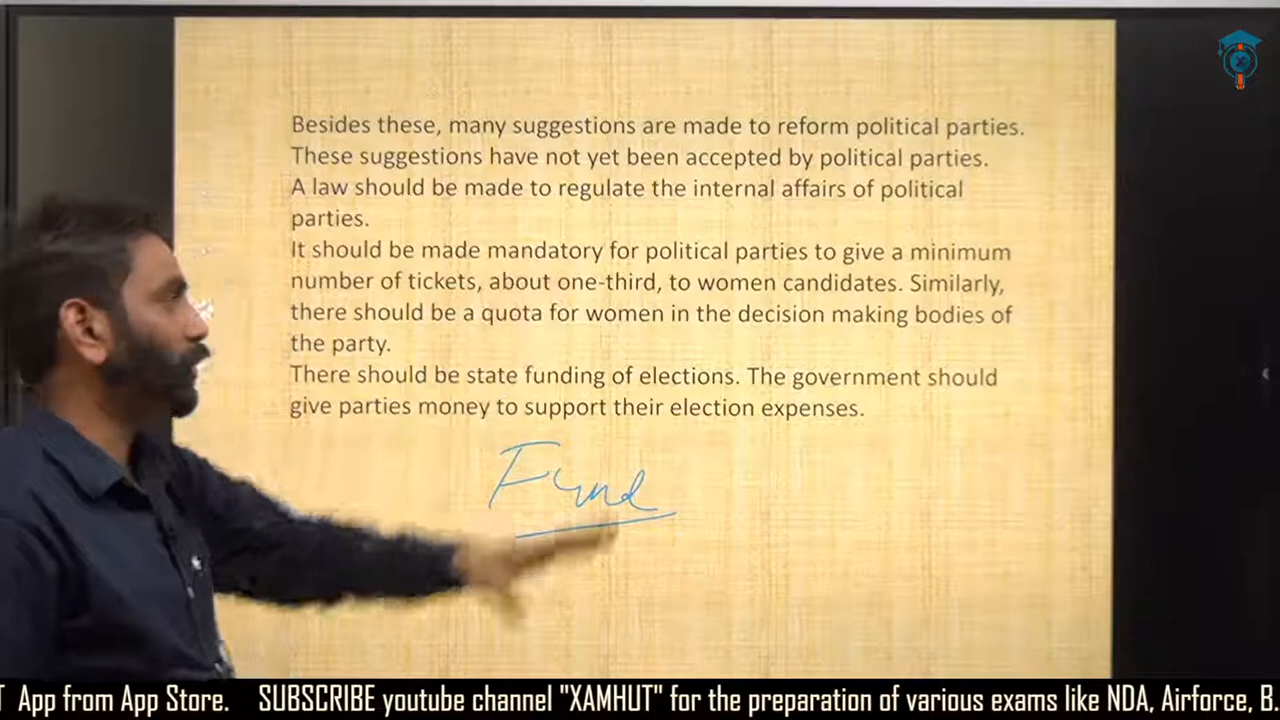 Besides these, many suggestions are made to reform political parties.
These suggestions have not yet been accepted by political parties.
A law should be made to regulate the internal affairs of political
parties.
It should be made mandatory for political parties to give a minimum
number of tickets, about one-third, to women candidates. Similarly,
there should be a quota for women in the decision making bodies of
the party.
There should be state funding of elections. The government should
give parties money to support their election expenses.
Fund
T App from App Store. SUBSCRIBE youtube channel "XAMHUT" for the preparation of various exams like NDA, Airforce, B.